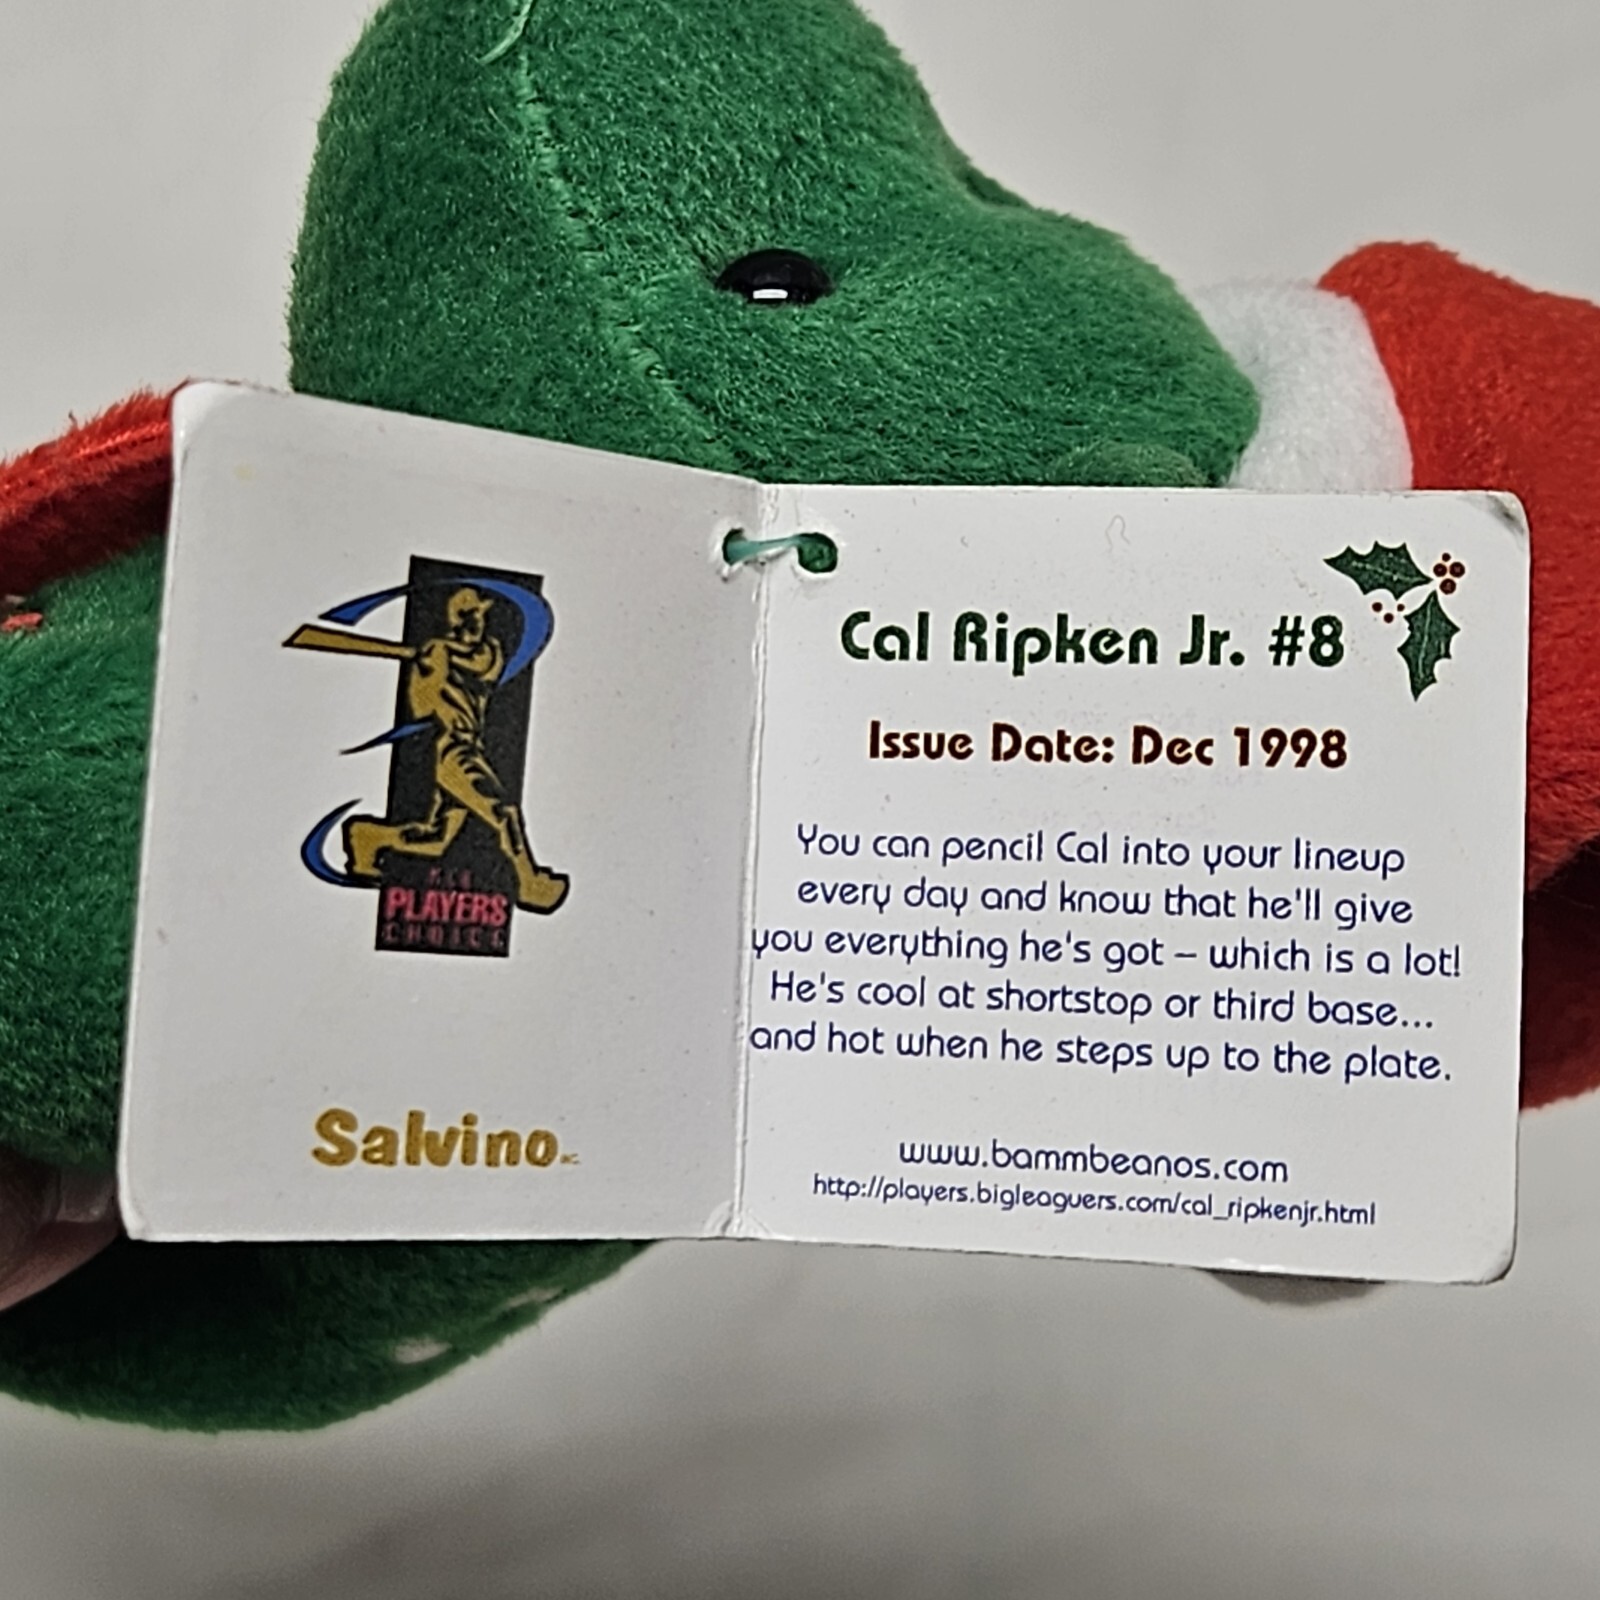 MLB
PLAYERS
CHOICE
Salvino
Cal Ripken Jr. #8
Issue Date: Dec 1998
You can pencil Cal into your lineup
every day and know that he'll give
you everything he's got – which is a lot!
He's cool at shortstop or third base...
and hot when he steps up to the plate.
www.bammbeanos.com
http://players.bigleaguers.com/cal_ripkenjr.html